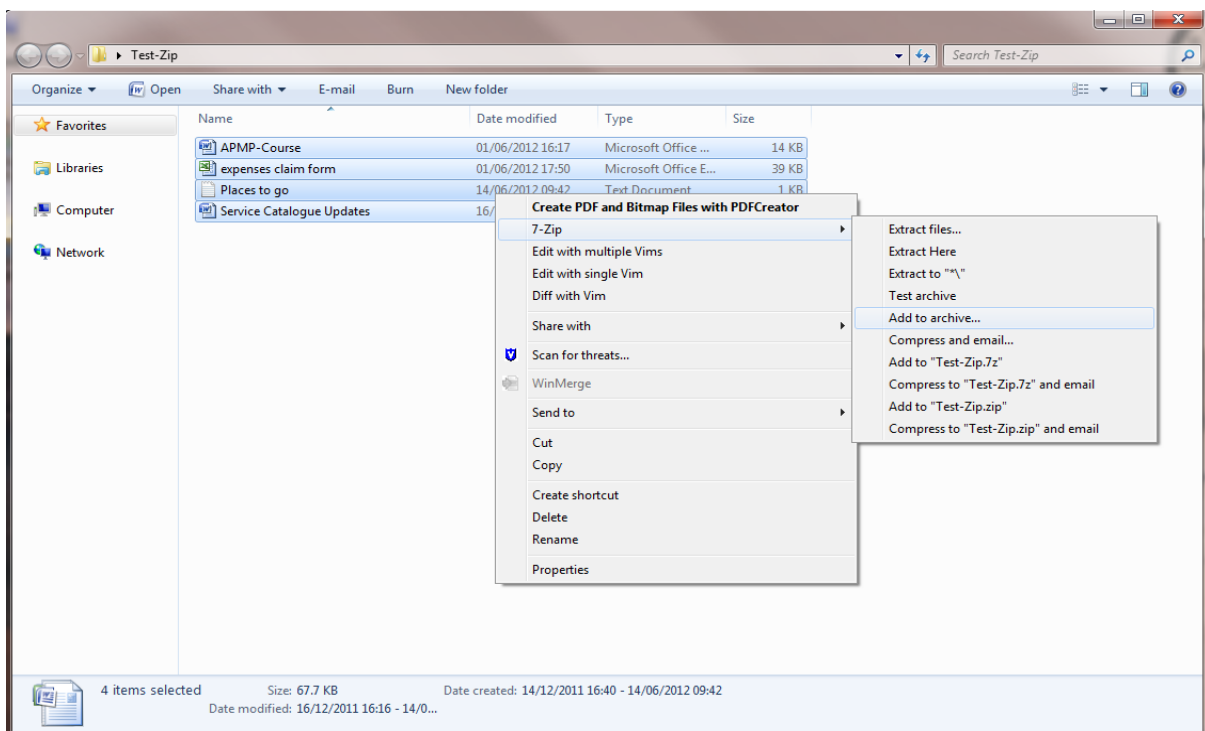 Test-Zip
Search Test-Zip
Organize Open Share with E-mail Burn New folder
Favorites
Libraries
Computer
Network
Name Date modified Type Size
APMP-Course 01/06/2012 16:17 Microsoft Office ... 14 KB
expenses claim form 01/06/2012 17:50 Microsoft Office E... 39 KB
Places to go 14/06/2012 09:42 Text Document 1 KB
Service Catalogue Updates 16/
Create PDF and Bitmap Files with PDFCreator
7-Zip
Edit with multiple Vims
Edit with single Vim
Diff with Vim
Share with
Scan for threats...
WinMerge
Send to
Cut
Copy
Create shortcut
Delete
Rename
Properties
Extract files...
Extract Here
Extract to "*\"
Test archive
Add to archive...
Compress and email...
Add to "Test-Zip.7z"
Compress to "Test-Zip.7z" and email
Add to "Test-Zip.zip"
Compress to "Test-Zip.zip" and email
4 items selected Size: 67.7 KB Date created: 14/12/2011 16:40 - 14/06/2012 09:42
Date modified: 16/12/2011 16:16 - 14/0...